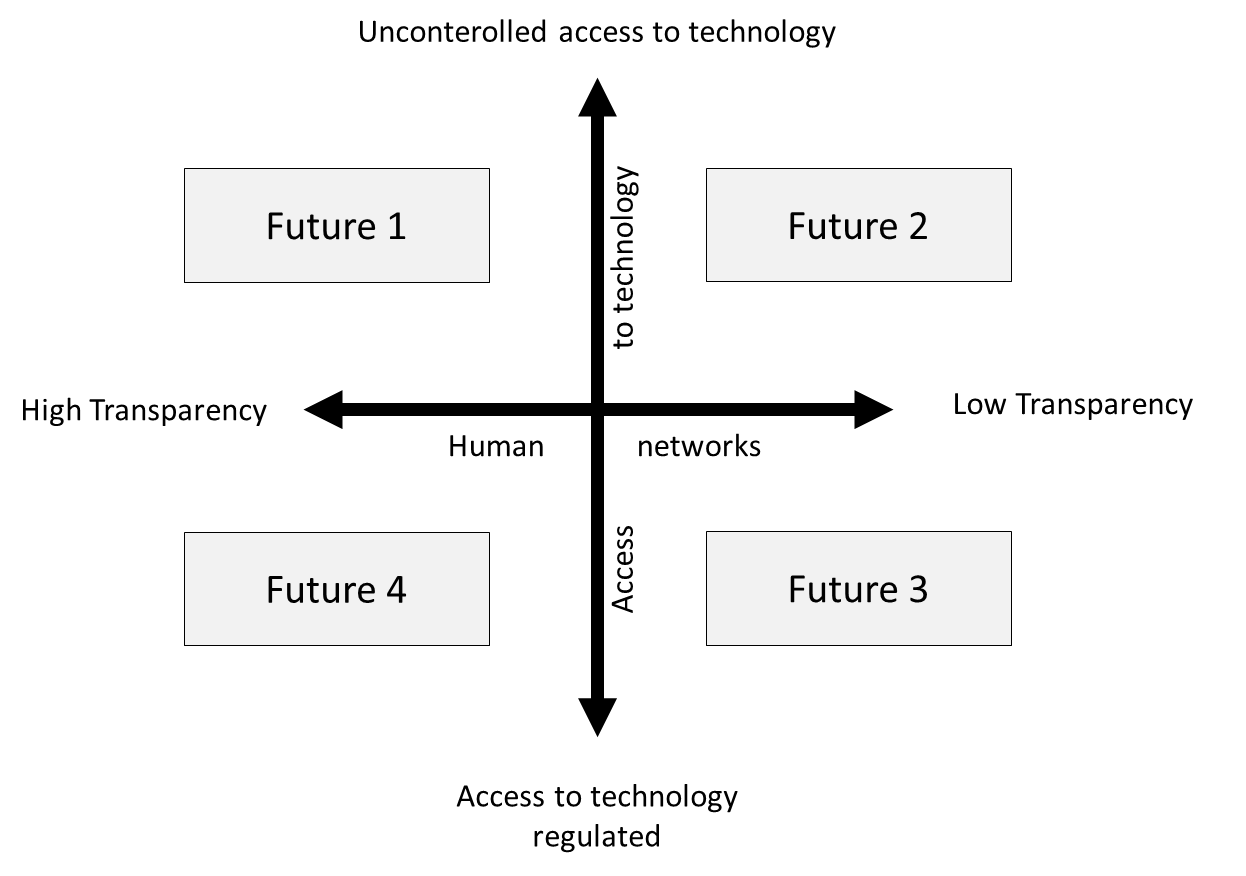 Unconterolled access to technology
Future 1
Future 2
to technology
High Transparency
Low Transparency
Human networks
Access
Future 4
Future 3
Access to technology
regulated